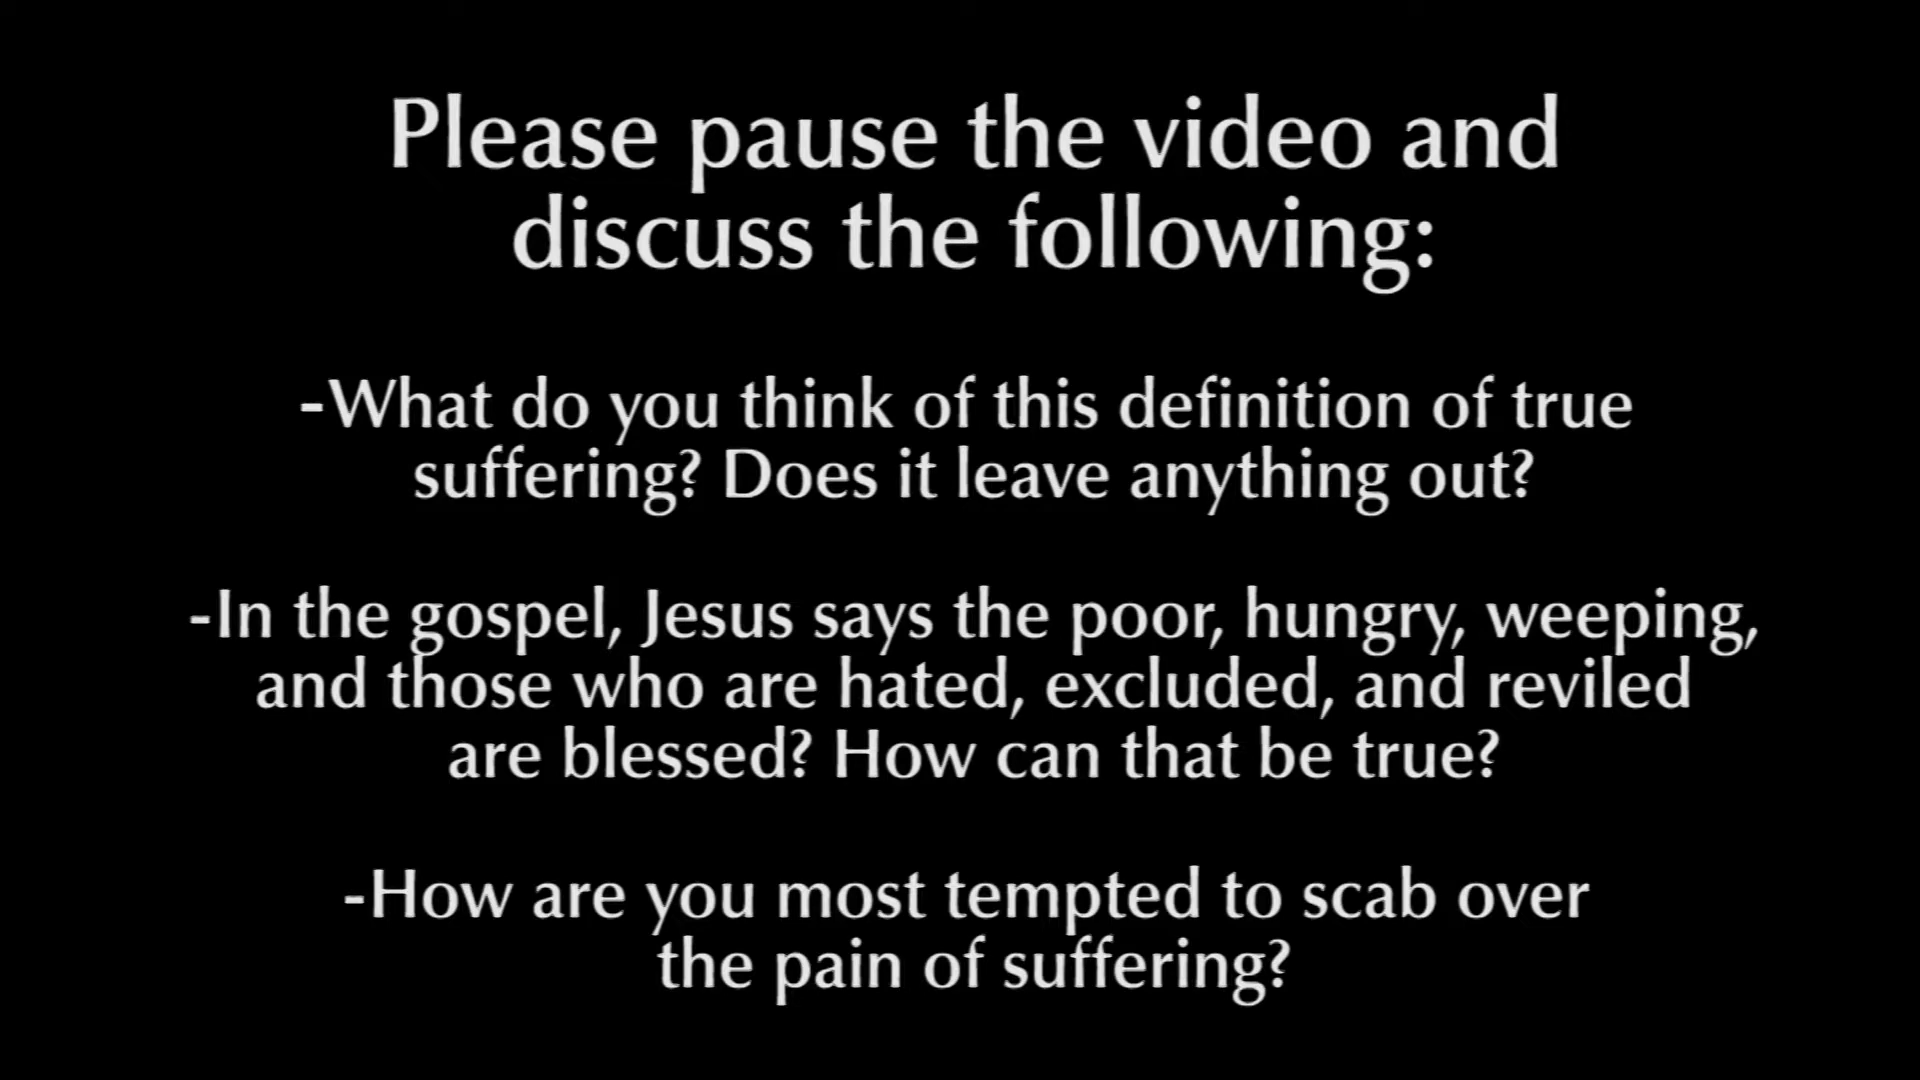 Please pause the video and
discuss the following:
-What do you think of this definition of true
suffering? Does it leave anything out?
-In the gospel, Jesus says the poor, hungry, weeping,
and those who are hated, excluded, and reviled
are blessed? How can that be true?
-How are you most tempted to scab over
the pain of suffering?